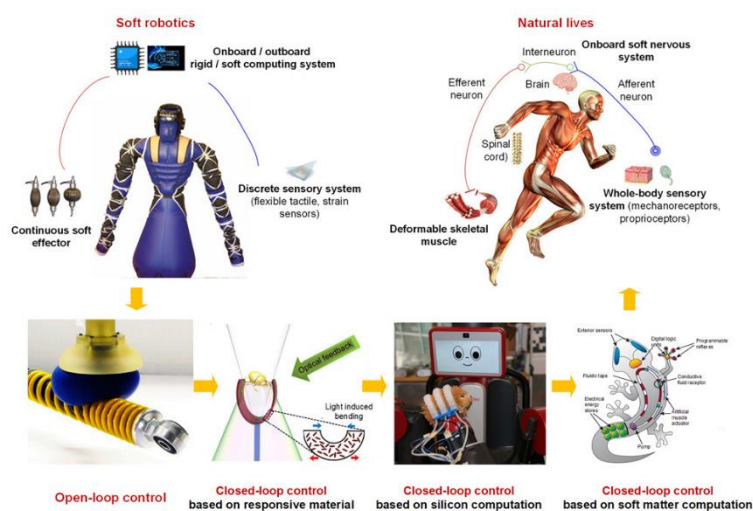 Soft robotics
Onboard / outboard
rigid / soft computing system
Discrete sensory system
(flexible tactile, strain
sensors)
Continuous soft
effector
Natural lives
Interneuron
Onboard soft nervous
system
Efferent
neuron
Brain
Afferent
neuron
Spinal
cord)
Whole-body sensory
system (mechanoreceptors,
proprioceptors)
Deformable skeletal
muscle
Optical feedback
Light induced
bending
Exterior sensors
Digital logic
Programmable
reflexes
Fluidic tape
Conductive
fluid receptor
Electrical
energy
stores
Artificial
muscle
actuator
Pump
Open-loop control
Closed-loop control
based on responsive material
Closed-loop control
based on silicon computation
Closed-loop control
based on soft matter computation